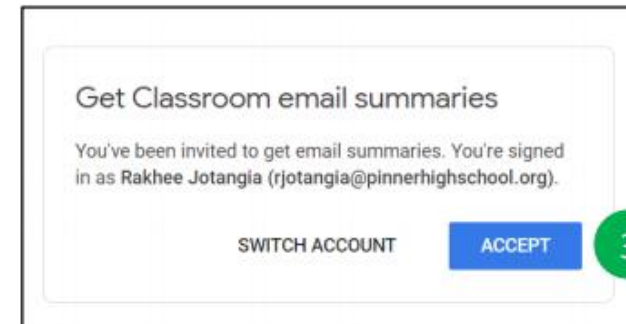 Get Classroom email summaries
You've been invited to get email summaries. You're signed
in as Rakhee Jotangia (rjotangia@pinnerhighschool.org).
SWITCH ACCOUNT ACCEPT